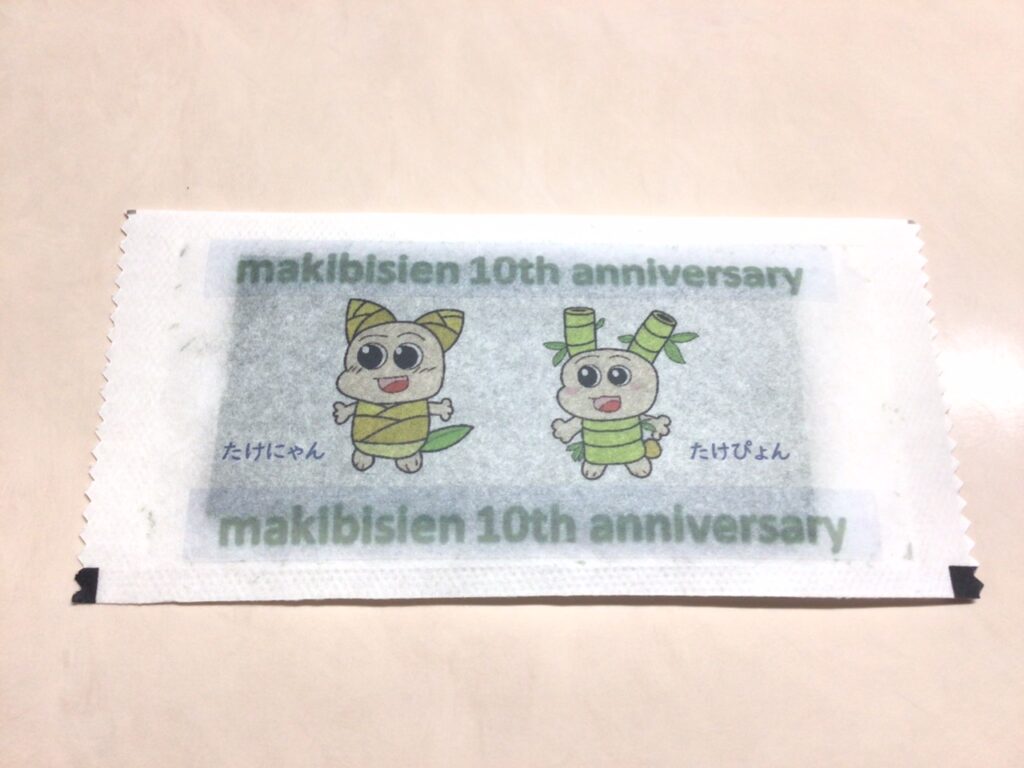 makibisien 10th anniversary
たけにゃん
たけぴょん
makibisien 10th anniversary